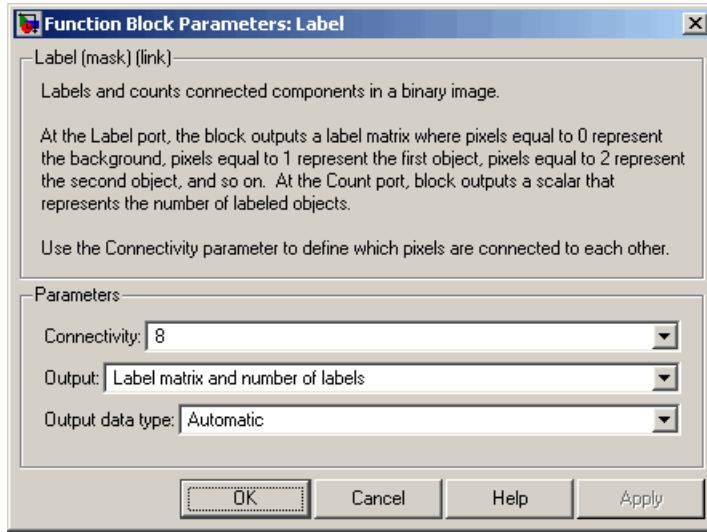 Function Block Parameters: Label
Label (mask) (link)
Labels and counts connected components in a binary image.
At the Label port, the block outputs a label matrix where pixels equal to 0 represent
the background, pixels equal to 1 represent the first object, pixels equal to 2 represent
the second object, and so on.  At the Count port, block outputs a scalar that
represents the number of labeled objects.
Use the Connectivity parameter to define which pixels are connected to each other.
Parameters
Connectivity: 8
Output: Label matrix and number of labels
Output data type: Automatic
OK Cancel Help Apply